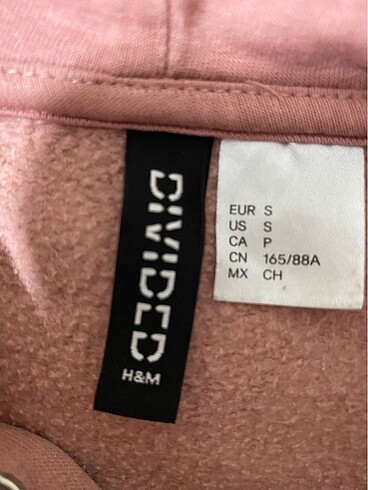 DIVIDED
H&M
EUR S
US S
CA P
CN 165/88A
MX CH